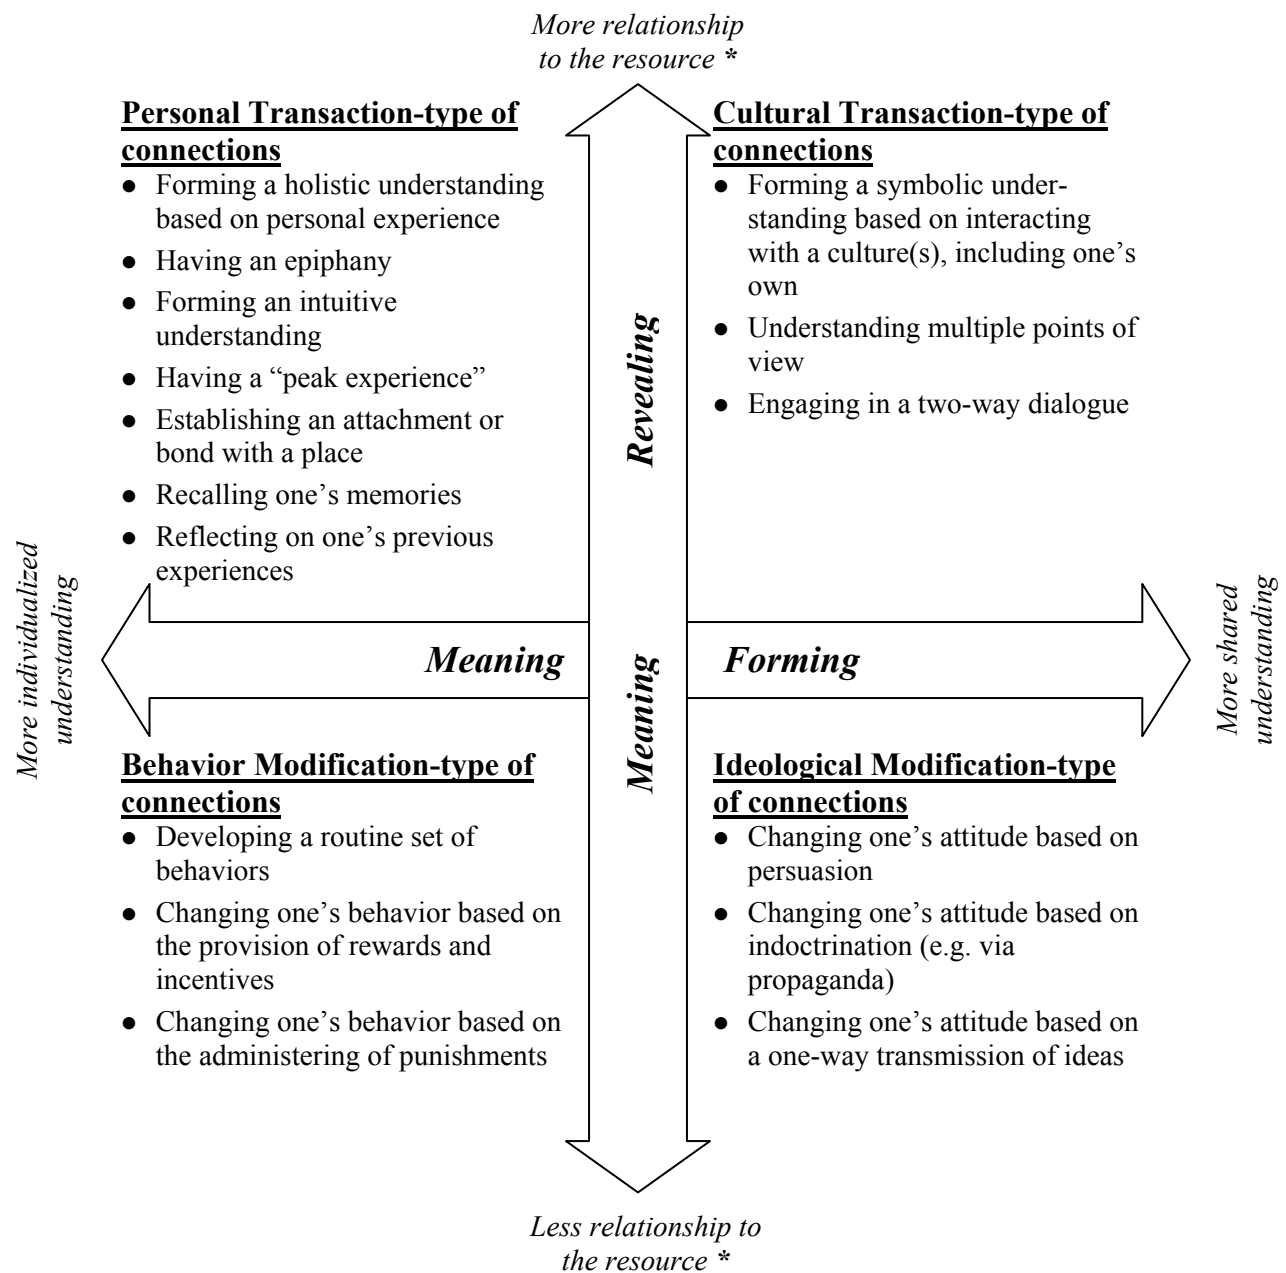 More relationship
to the resource *
Personal Transaction-type of
connections
● Forming a holistic understanding
based on personal experience
● Having an epiphany
● Forming an intuitive
understanding
● Having a “peak experience”
● Establishing an attachment or
bond with a place
● Recalling one’s memories
● Reflecting on one’s previous
experiences
Cultural Transaction-type of
connections
● Forming a symbolic under-
standing based on interacting
with a culture(s), including one’s
own
● Understanding multiple points of
view
● Engaging in a two-way dialogue
Revealing
Meaning
More individualized
understanding
Meaning
Forming
More shared
understanding
Behavior Modification-type of
connections
● Developing a routine set of
behaviors
● Changing one’s behavior based on
the provision of rewards and
incentives
● Changing one’s behavior based on
the administering of punishments
Ideological Modification-type
of connections
● Changing one’s attitude based on
persuasion
● Changing one’s attitude based on
indoctrination (e.g. via
propaganda)
● Changing one’s attitude based on
a one-way transmission of ideas
Less relationship to
the resource *